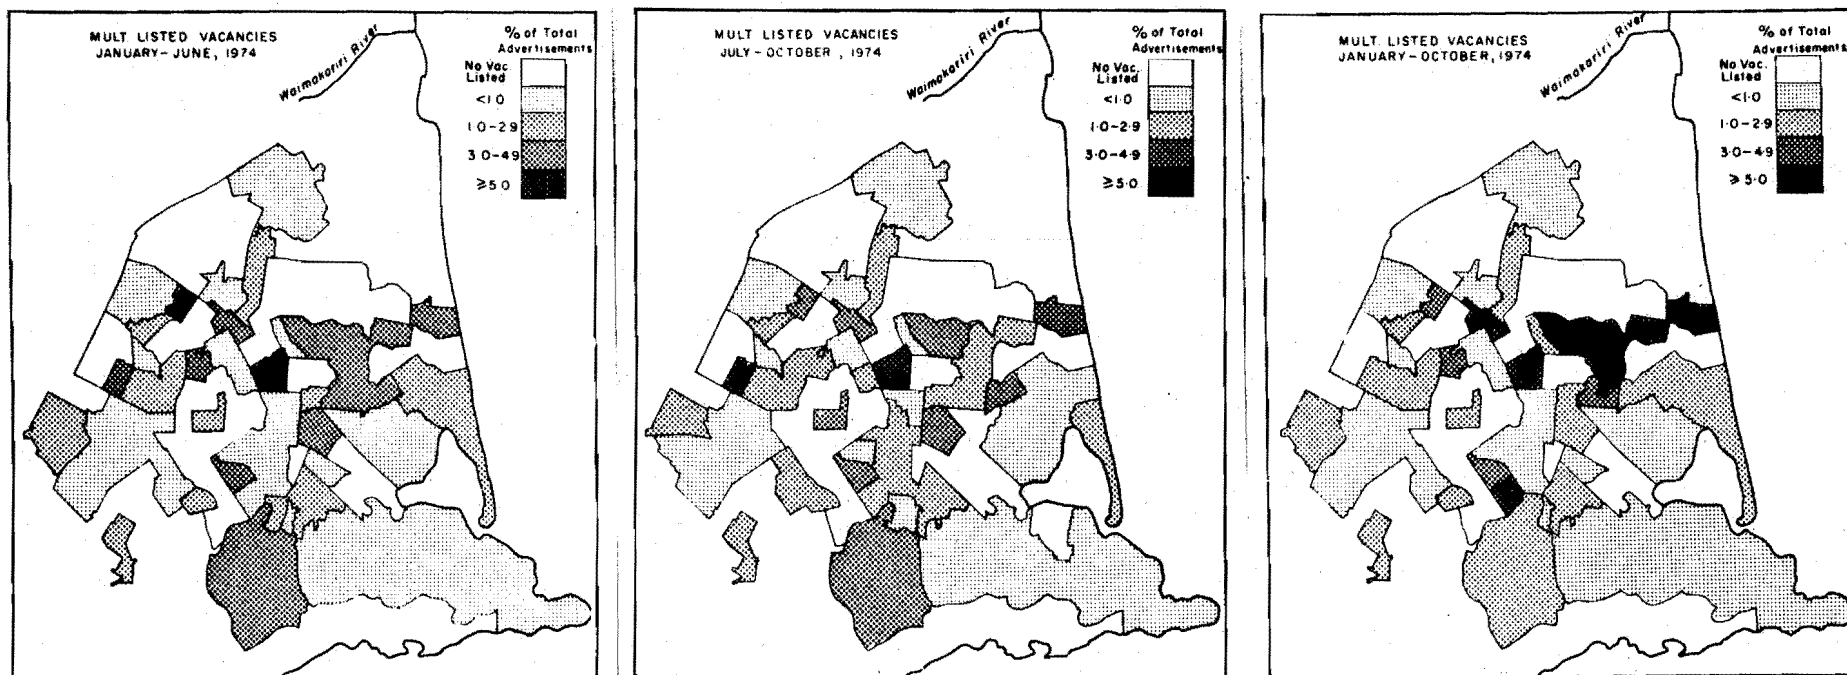 MULT LISTED VACANCIES
JANUARY-JUNE, 1974
% of Total
Advertisements
No Vac.
Listed
<1.0
1.0-2.9
3.0-4.9
≥5.0
Waimakariri River
MULT LISTED VACANCIES
JULY-OCTOBER, 1974
% of Total
Advertisements
No Vac.
Listed
<1.0
1.0-2.9
3.0-4.9
≥5.0
Waimakariri River
MULT. LISTED VACANCIES
JANUARY-OCTOBER, 1974
% of Total
Advertisements
No Vac.
Listed
<1.0
1.0-2.9
3.0-4.9
≥5.0
Waimakariri River